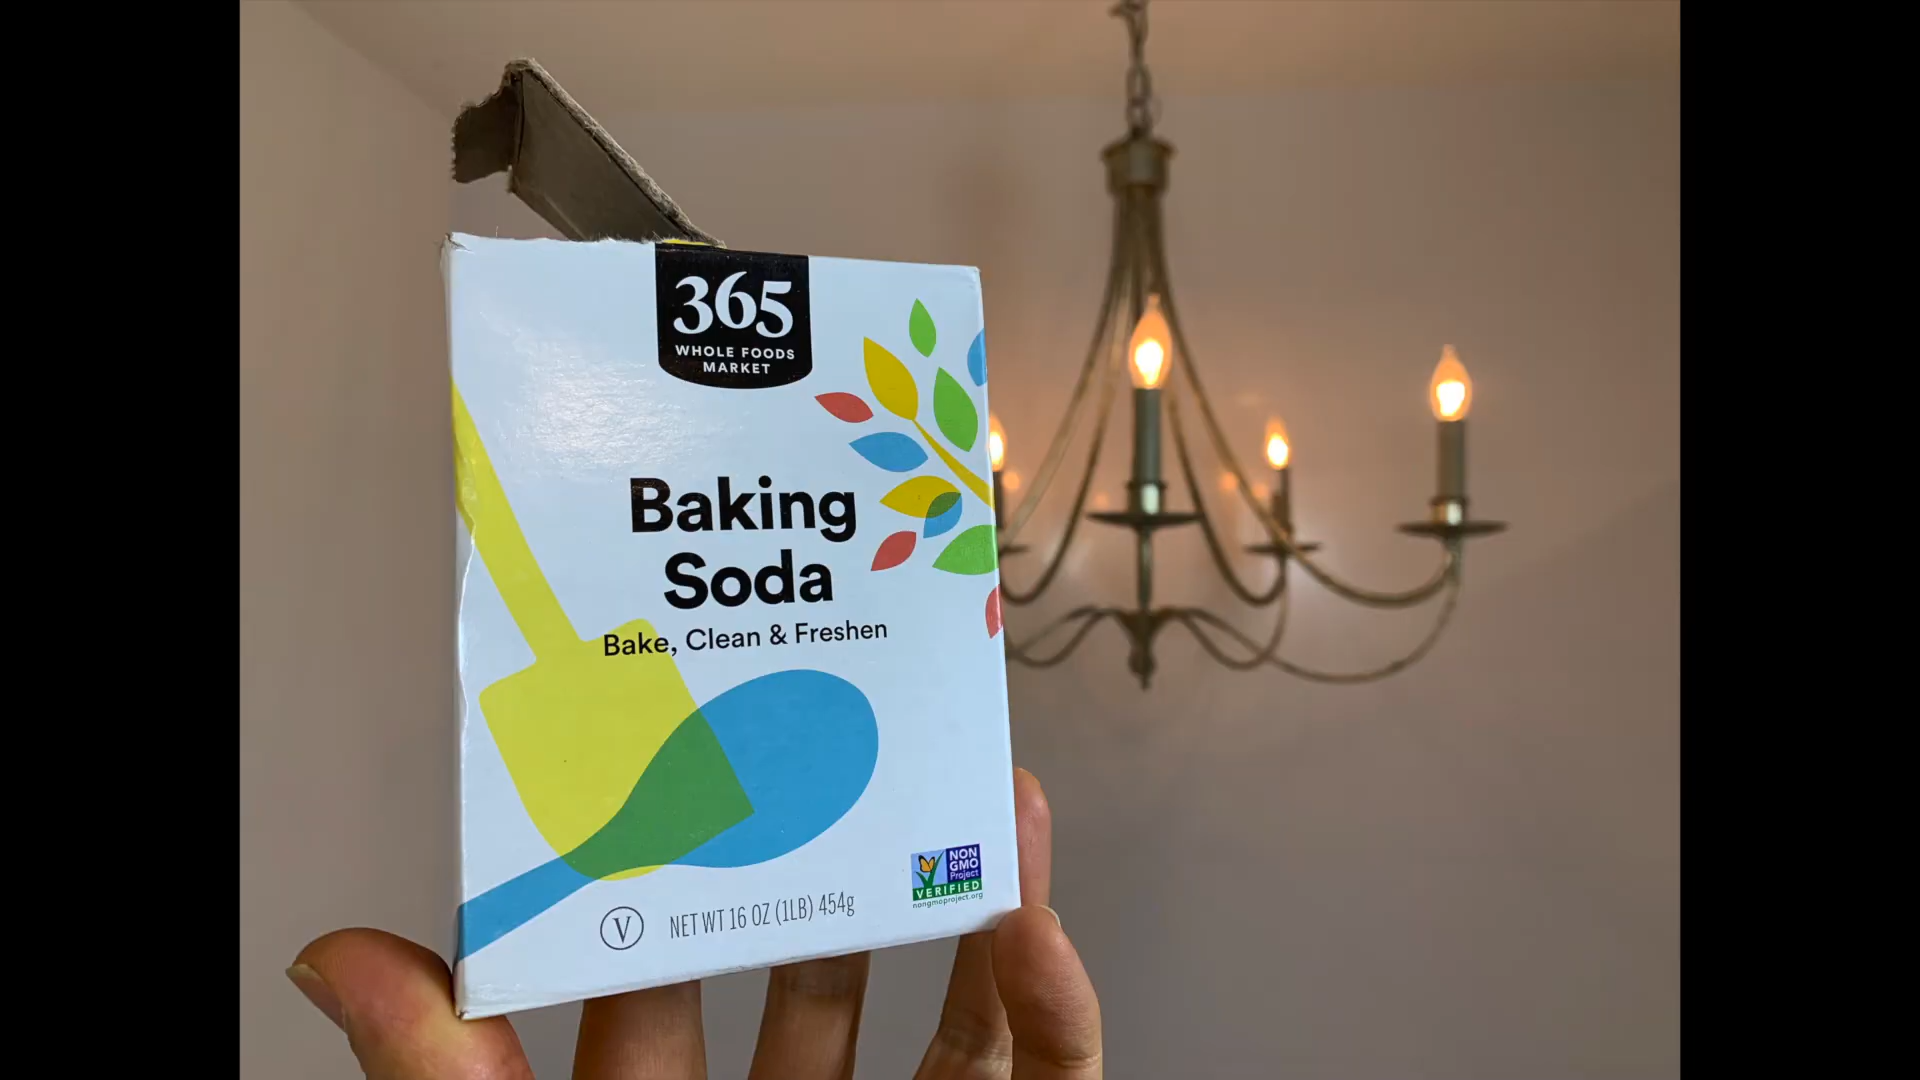 365
WHOLE FOODS
MARKET
Baking
Soda
Bake, Clean & Freshen
V
NET WT 16 OZ (1LB) 454g
NON
GMO
Project
VERIFIED
nongmoproject.org